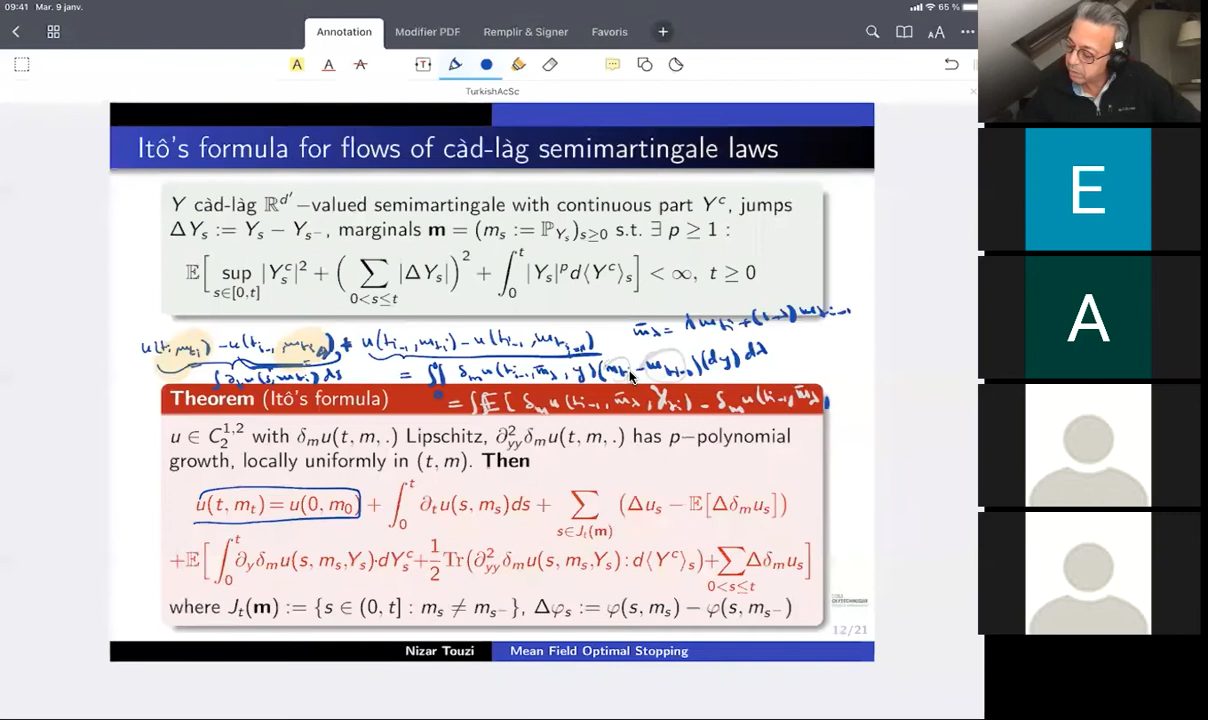 09:41 Mar. 9 janv.
65 %
Annotation Modifier PDF Remplir & Signer Favoris
TurkishAcSc
Itô's formula for flows of càd-làg semimartingale laws
Y càd-làg ℝ^{d′}−valued semimartingale with continuous part Y^c, jumps
ΔY_s := Y_s − Y_{s−}, marginals m = (m_s := ℙ_{Y_s})_{s≥0} s.t. ∃ p ≥ 1 :
𝔼[ sup_{s∈[0,t]} |Y_s^c|² + ( ∑_{0<s≤t} |ΔY_s| )² + ∫_0^t |Y_s|^p d⟨Y^c⟩_s ] < ∞, t ≥ 0
Theorem (Itô's formula)
u ∈ C_2^{1,2} with δ_m u(t, m, .) Lipschitz, ∂²_{yy}δ_m u(t, m, .) has p−polynomial
growth, locally uniformly in (t, m). Then
u(t, m_t) = u(0, m_0) + ∫_0^t ∂_t u(s, m_s)ds + ∑_{s∈J_t(m)} (Δu_s − 𝔼[Δδ_m u_s])
+𝔼[ ∫_0^t ∂_y δ_m u(s, m_s, Y_s)·dY_s^c + ½Tr(∂²_{yy}δ_m u(s, m_s, Y_s) : d⟨Y^c⟩_s) + ∑_{0<s≤t} Δδ_m u_s ]
where J_t(m) := {s ∈ (0, t] : m_s ≠ m_{s−}}, Δφ_s := φ(s, m_s) − φ(s, m_{s−})
12/21
Nizar Touzi Mean Field Optimal Stopping
E
A